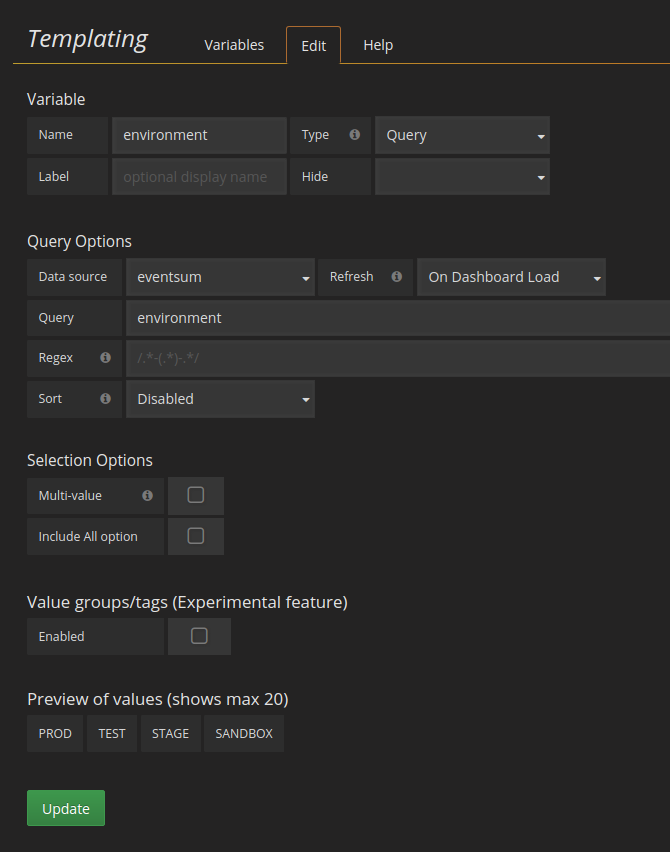 Templating Variables Edit Help
Variable
Name environment Type Query
Label optional display name Hide
Query Options
Data source eventsum Refresh On Dashboard Load
Query environment
Regex /.*-(.*)-.*/
Sort Disabled
Selection Options
Multi-value
Include All option
Value groups/tags (Experimental feature)
Enabled
Preview of values (shows max 20)
PROD TEST STAGE SANDBOX
Update